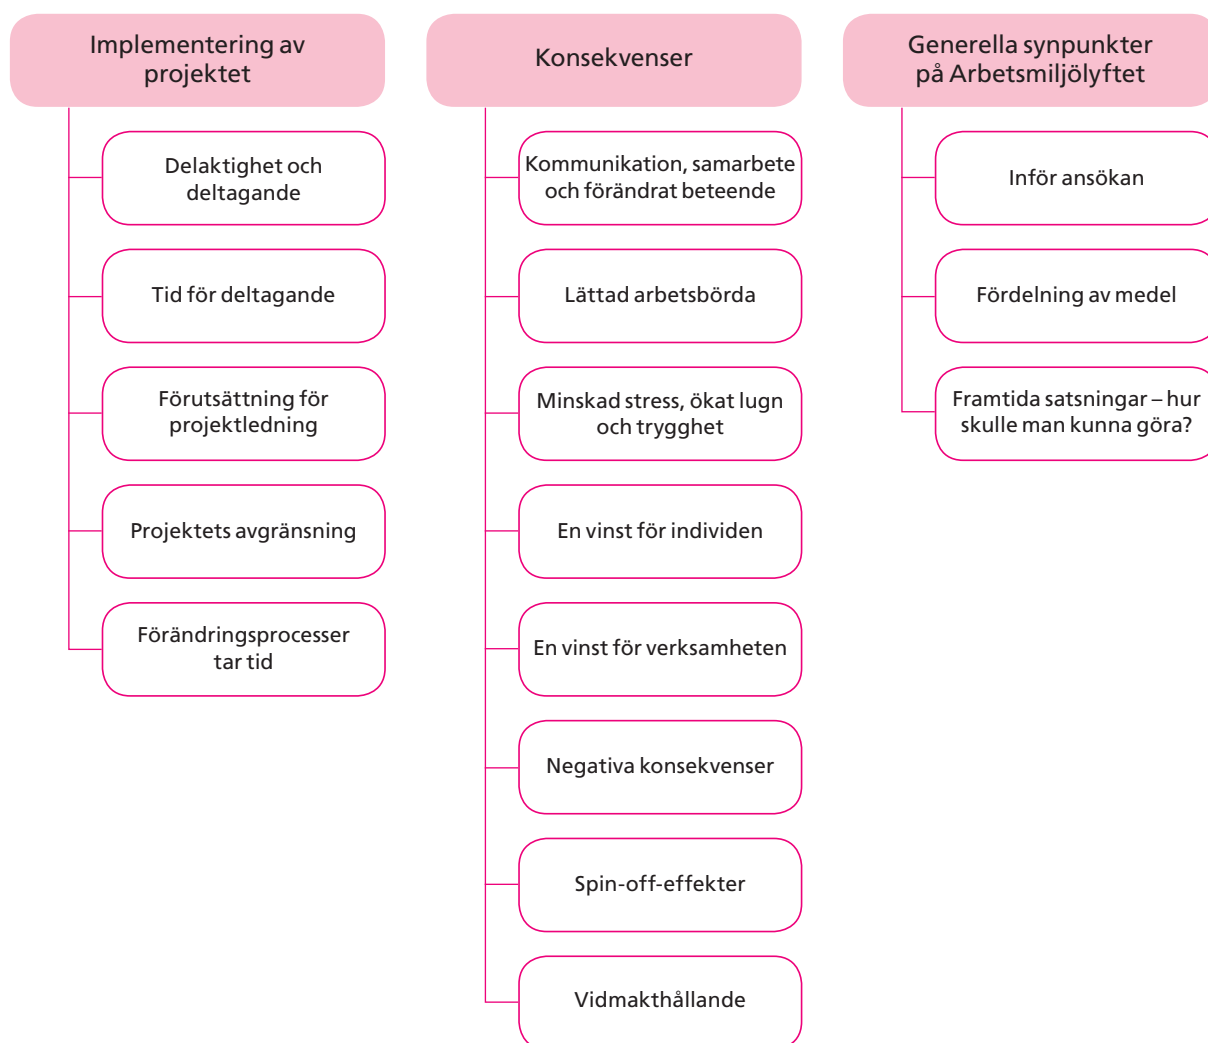 Implementering av
projektet
Delaktighet och
deltagande
Tid för deltagande
Förutsättning för
projektledning
Projektets avgränsning
Förändringsprocesser
tar tid
Konsekvenser
Kommunikation, samarbete
och förändrat beteende
Lättad arbetsbörda
Minskad stress, ökat lugn
och trygghet
En vinst för individen
En vinst för verksamheten
Negativa konsekvenser
Spin-off-effekter
Vidmakthållande
Generella synpunkter
på Arbetsmiljölyftet
Inför ansökan
Fördelning av medel
Framtida satsningar – hur
skulle man kunna göra?